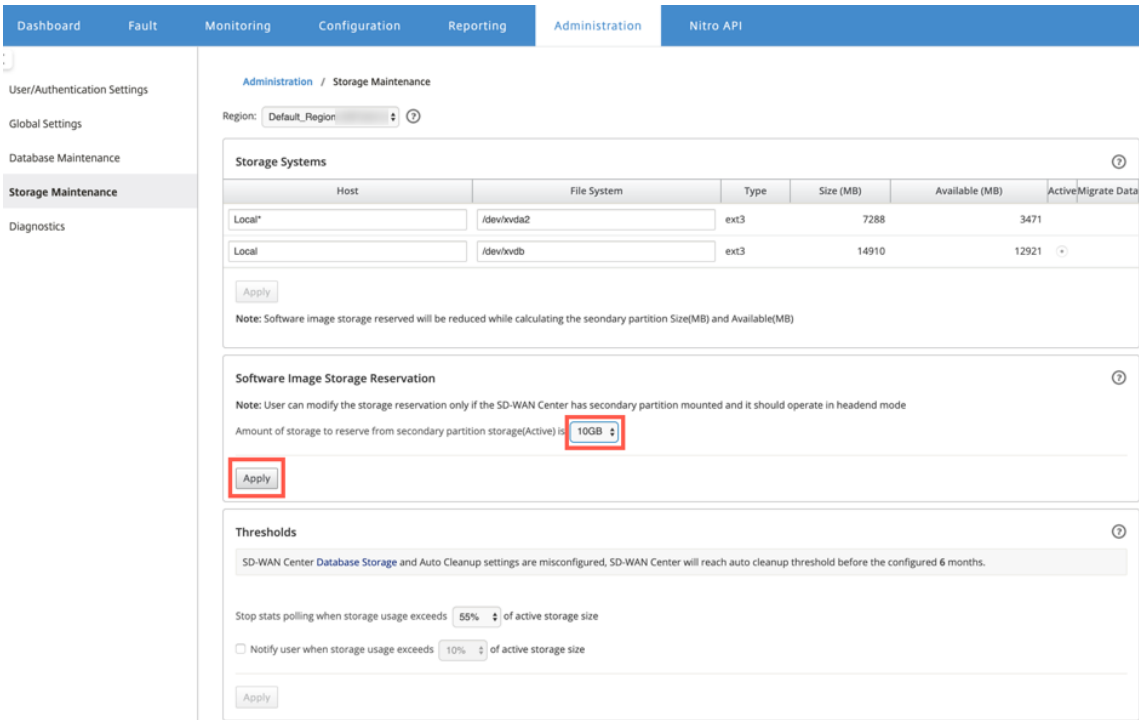 Dashboard Fault Monitoring Configuration Reporting Administration Nitro API
User/Authentication Settings
Global Settings
Database Maintenance
Storage Maintenance
Diagnostics
Administration / Storage Maintenance
Region: Default_Region
Storage Systems
Host File System Type Size (MB) Available (MB) Active Migrate Data
Local* /dev/xvda2 ext3 7288 3471
Local /dev/xvdb ext3 14910 12921
Apply
Note: Software image storage reserved will be reduced while calculating the seondary partition Size(MB) and Available(MB)
Software Image Storage Reservation
Note: User can modify the storage reservation only if the SD-WAN Center has secondary partition mounted and it should operate in headend mode
Amount of storage to reserve from secondary partition storage(Active) is 10GB
Apply
Thresholds
SD-WAN Center Database Storage and Auto Cleanup settings are misconfigured, SD-WAN Center will reach auto cleanup threshold before the configured 6 months.
Stop stats polling when storage usage exceeds 55% of active storage size
Notify user when storage usage exceeds 10% of active storage size
Apply